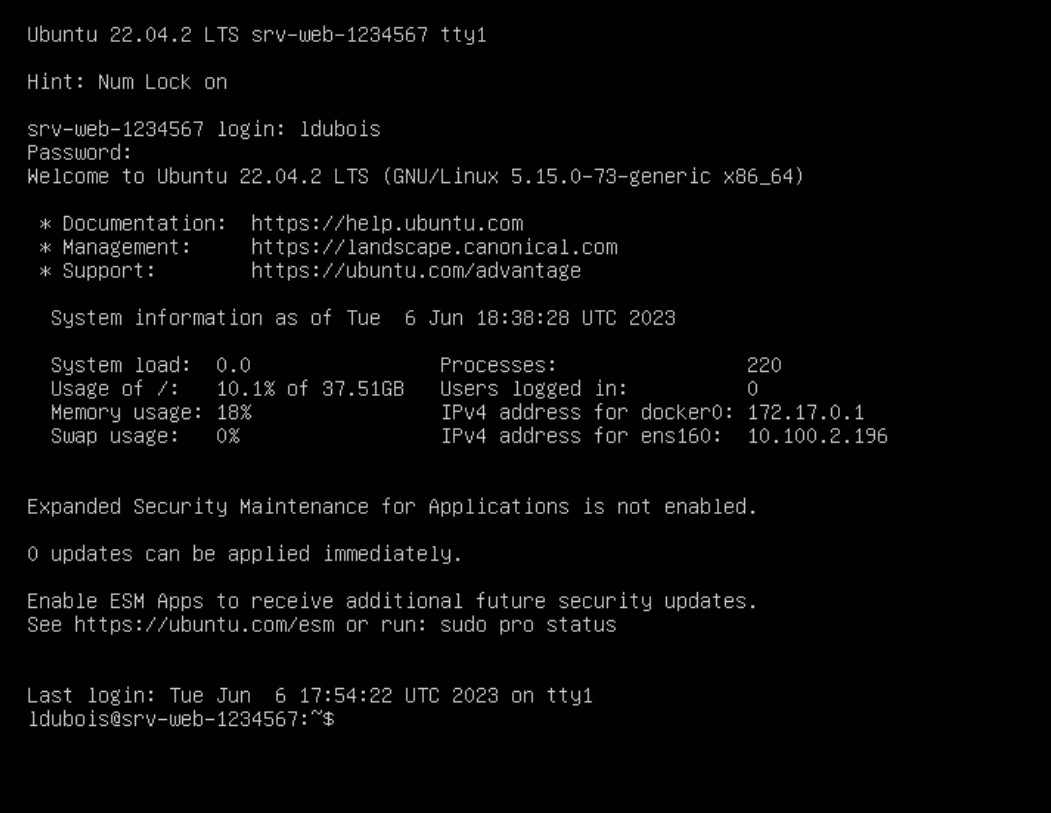 Ubuntu 22.04.2 LTS srv-web-1234567 tty1
Hint: Num Lock on
srv-web-1234567 login: ldubois
Password:
Welcome to Ubuntu 22.04.2 LTS (GNU/Linux 5.15.0-73-generic x86_64)
* Documentation: https://help.ubuntu.com
* Management: https://landscape.canonical.com
* Support: https://ubuntu.com/advantage
System information as of Tue 6 Jun 18:38:28 UTC 2023
System load: 0.0 Processes: 220
Usage of /: 10.1% of 37.51GB Users logged in: 0
Memory usage: 18% IPv4 address for docker0: 172.17.0.1
Swap usage: 0% IPv4 address for ens160: 10.100.2.196
Expanded Security Maintenance for Applications is not enabled.
0 updates can be applied immediately.
Enable ESM Apps to receive additional future security updates.
See https://ubuntu.com/esm or run: sudo pro status
Last login: Tue Jun 6 17:54:22 UTC 2023 on tty1
ldubois@srv-web-1234567:~$